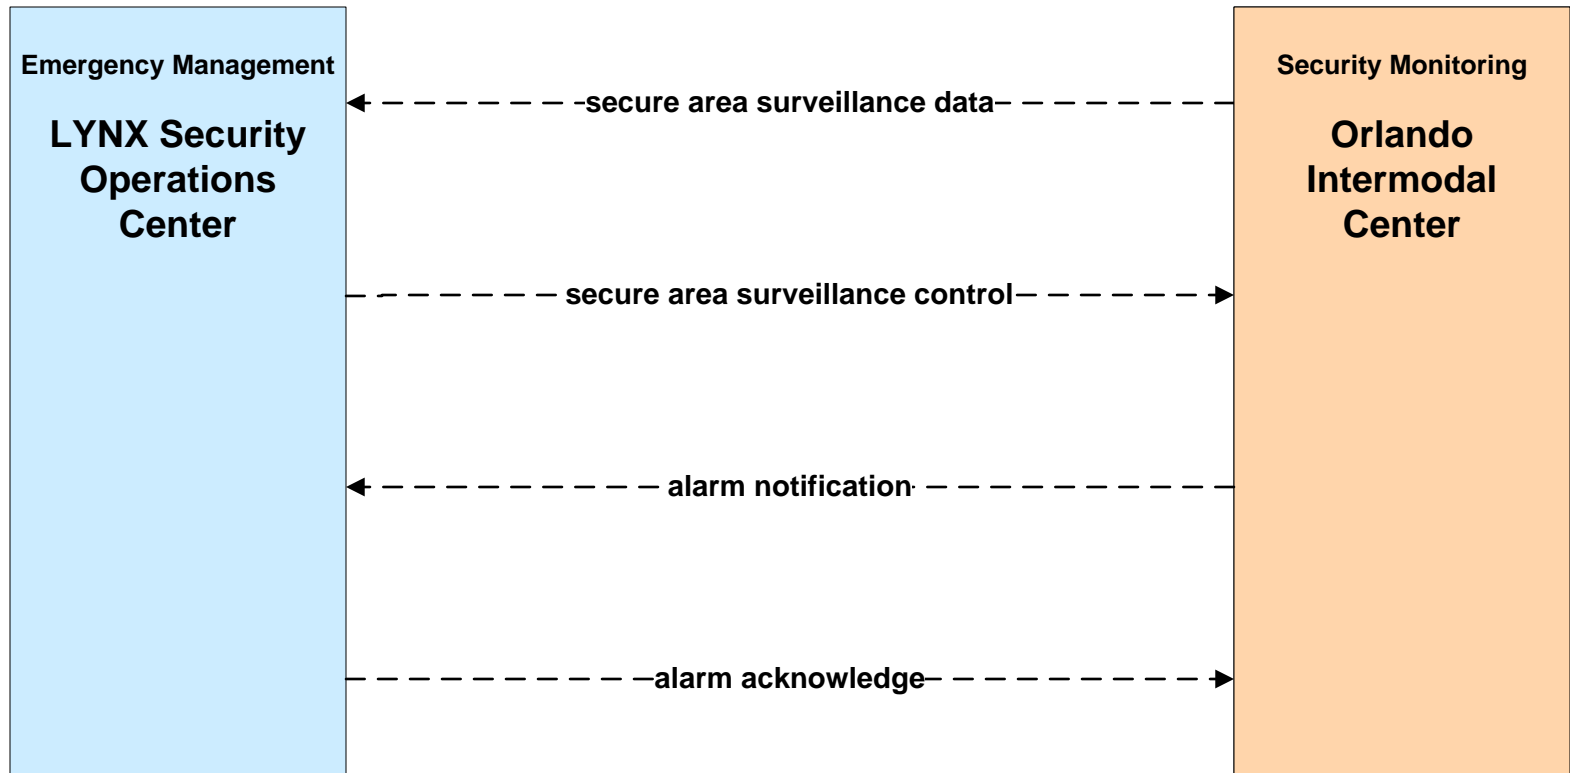 Emergency Management
LYNX Security
Operations
Center
secure area surveillance data
secure area surveillance control
alarm notification
alarm acknowledge
Security Monitoring
Orlando
Intermodal
Center